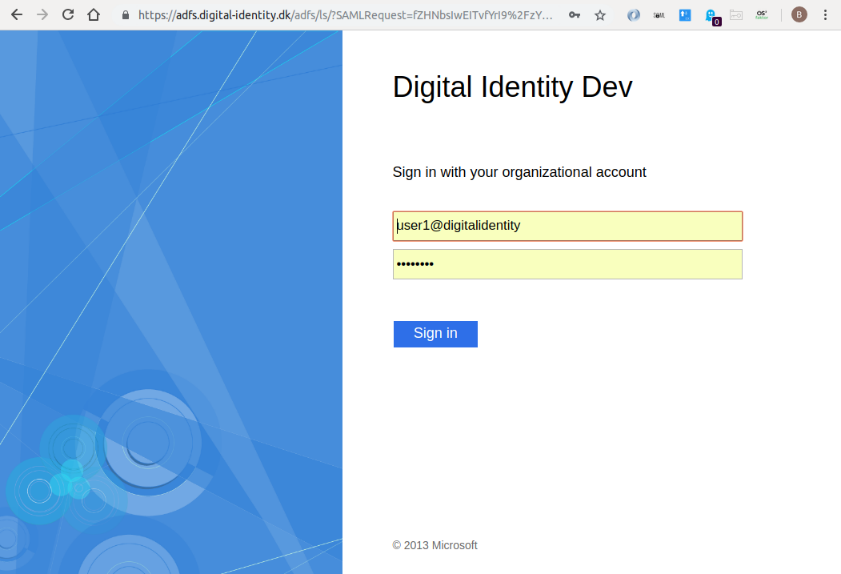 https://adfs.digital-identity.dk/adfs/ls/?SAMLRequest=fZHNbsIwEITvfYrI9%2FzY...
0
B
Digital Identity Dev
Sign in with your organizational account
user1@digitalidentity
••••••••
Sign in
© 2013 Microsoft